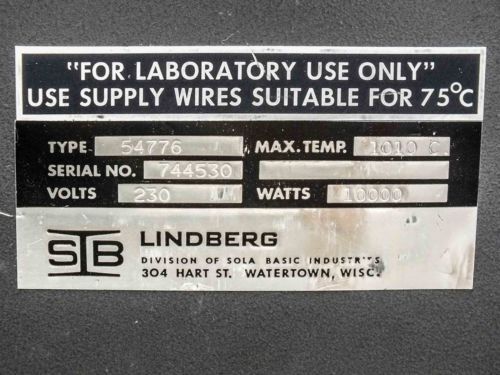 "FOR LABORATORY USE ONLY"
USE SUPPLY WIRES SUITABLE FOR 75°C
TYPE 54776 MAX. TEMP. 1010 C
SERIAL NO. 744530
VOLTS 230 WATTS 10000
SIB LINDBERG
DIVISION OF SOLA BASIC INDUSTRIES
304 HART ST. WATERTOWN, WISC.